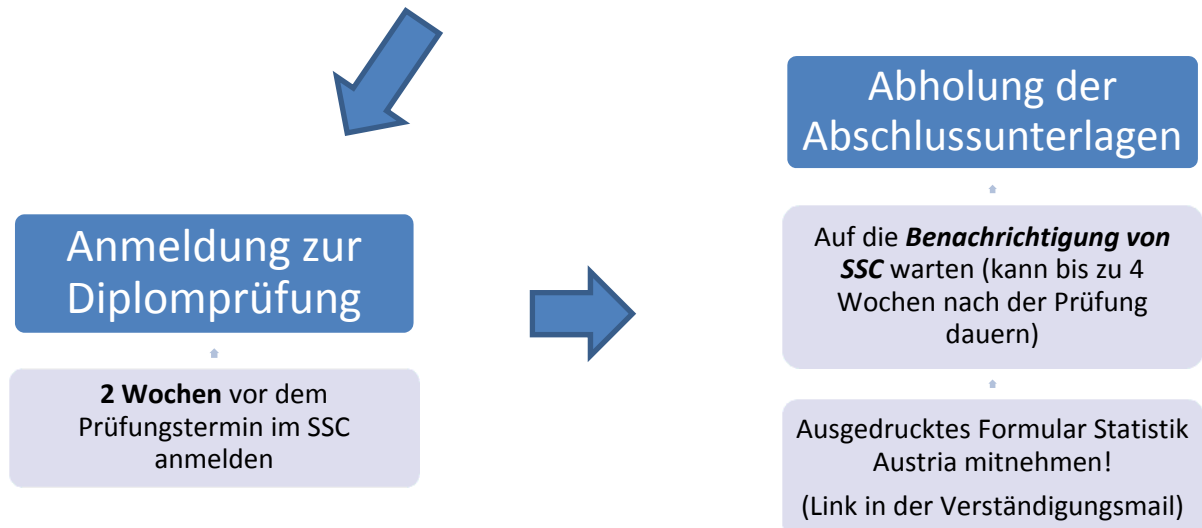 Anmeldung zur
Diplomprüfung
2 Wochen vor dem
Prüfungstermin im SSC
anmelden
Abholung der
Abschlussunterlagen
Auf die Benachrichtigung von
SSC warten (kann bis zu 4
Wochen nach der Prüfung
dauern)
Ausgedrucktes Formular Statistik
Austria mitnehmen!
(Link in der Verständigungsmail)